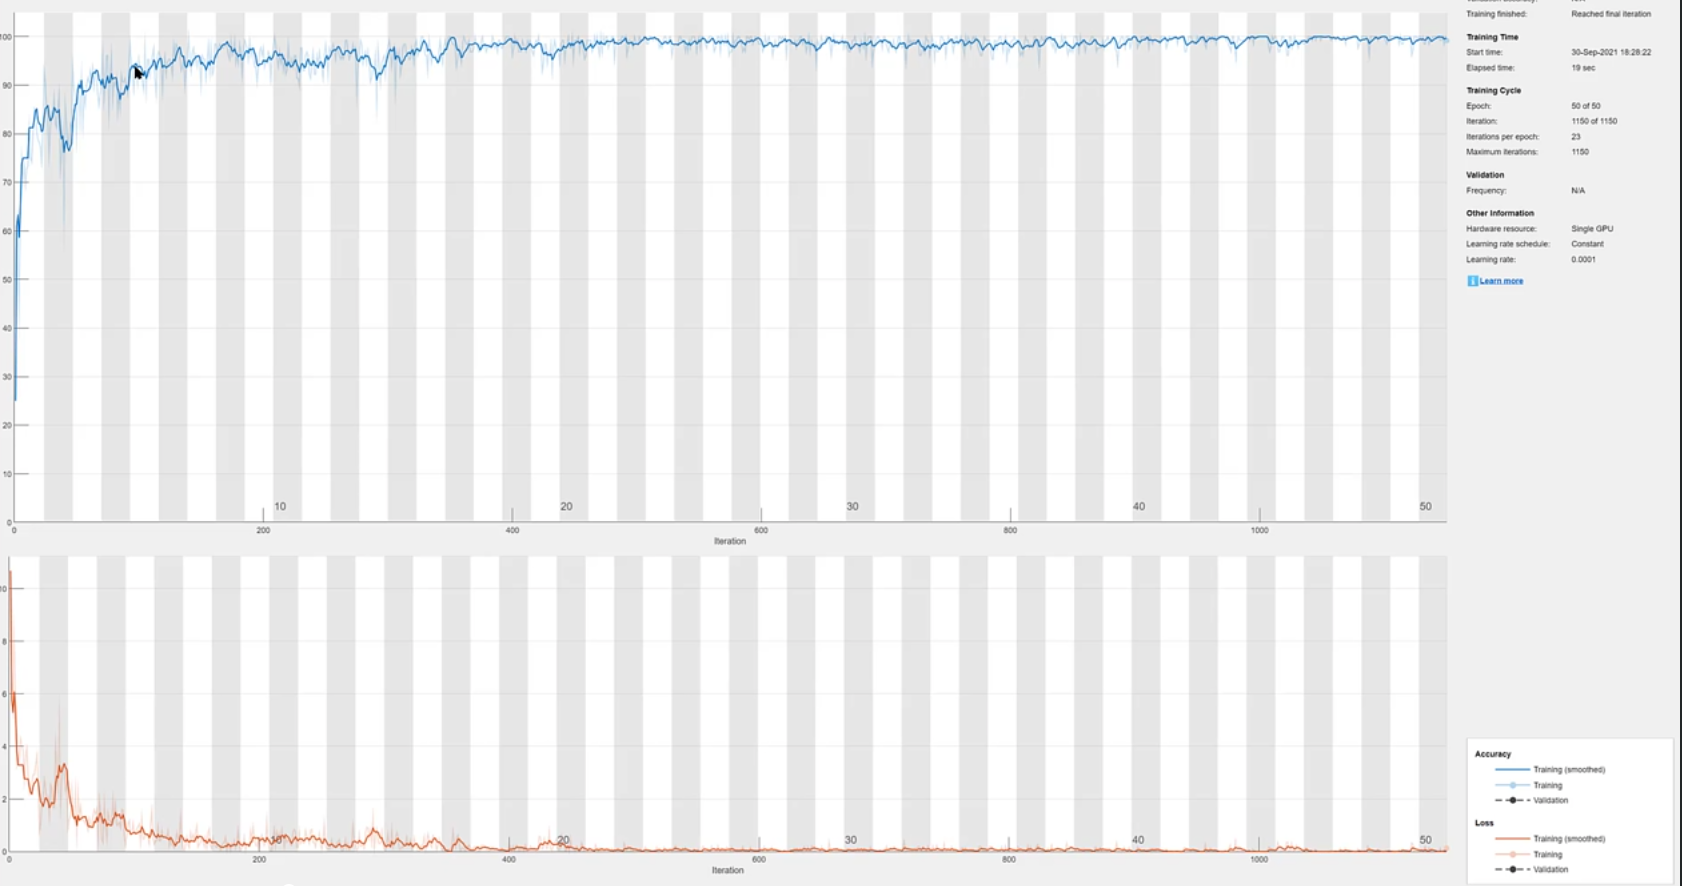 Training finished: Reached final iteration
Training Time
Start time: 30-Sep-2021 18:28:22
Elapsed time: 19 sec
Training Cycle
Epoch: 50 of 50
Iteration: 1150 of 1150
Iterations per epoch: 23
Maximum iterations: 1150
Validation
Frequency: N/A
Other Information
Hardware resource: Single GPU
Learning rate schedule: Constant
Learning rate: 0.0001
Learn more
100
90
80
70
60
50
40
30
20
10
0
10 20 30 40 50
0 200 400 600 800 1000
Iteration
8
6
4
2
0
10 20 30 40 50
0 200 400 600 800 1000
Iteration
Accuracy
Training (smoothed)
Training
Validation
Loss
Training (smoothed)
Training
Validation